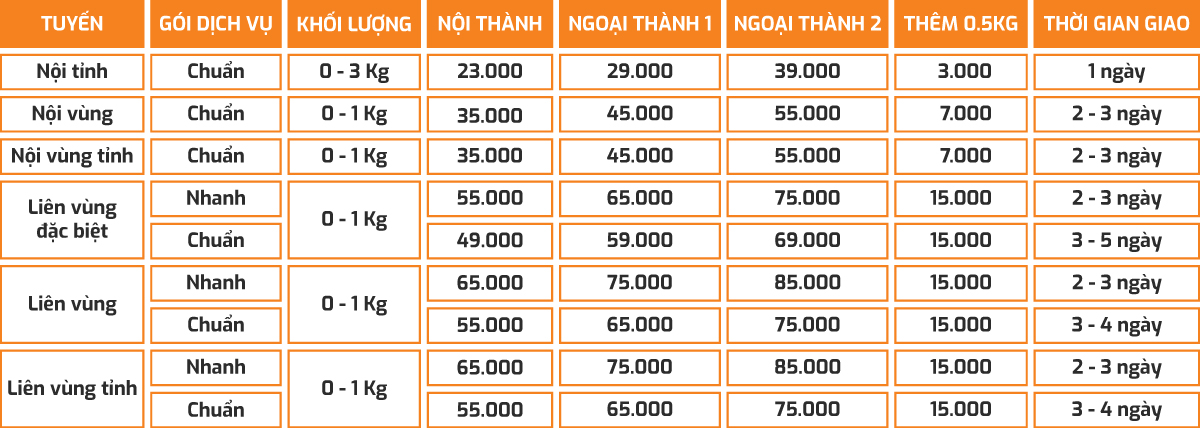 TUYẾN GÓI DỊCH VỤ KHỐI LƯỢNG NỘI THÀNH NGOẠI THÀNH 1 NGOẠI THÀNH 2 THÊM 0.5KG THỜI GIAN GIAO
Nội tỉnh Chuẩn 0 - 3 Kg 23.000 29.000 39.000 3.000 1 ngày
Nội vùng Chuẩn 0 - 1 Kg 35.000 45.000 55.000 7.000 2 - 3 ngày
Nội vùng tỉnh Chuẩn 0 - 1 Kg 35.000 45.000 55.000 7.000 2 - 3 ngày
Liên vùng
đặc biệt
Nhanh 0 - 1 Kg 55.000 65.000 75.000 15.000 2 - 3 ngày
Chuẩn 49.000 59.000 69.000 15.000 3 - 5 ngày
Liên vùng Nhanh 0 - 1 Kg 65.000 75.000 85.000 15.000 2 - 3 ngày
Chuẩn 55.000 65.000 75.000 15.000 3 - 4 ngày
Liên vùng tỉnh Nhanh 0 - 1 Kg 65.000 75.000 85.000 15.000 2 - 3 ngày
Chuẩn 55.000 65.000 75.000 15.000 3 - 4 ngày